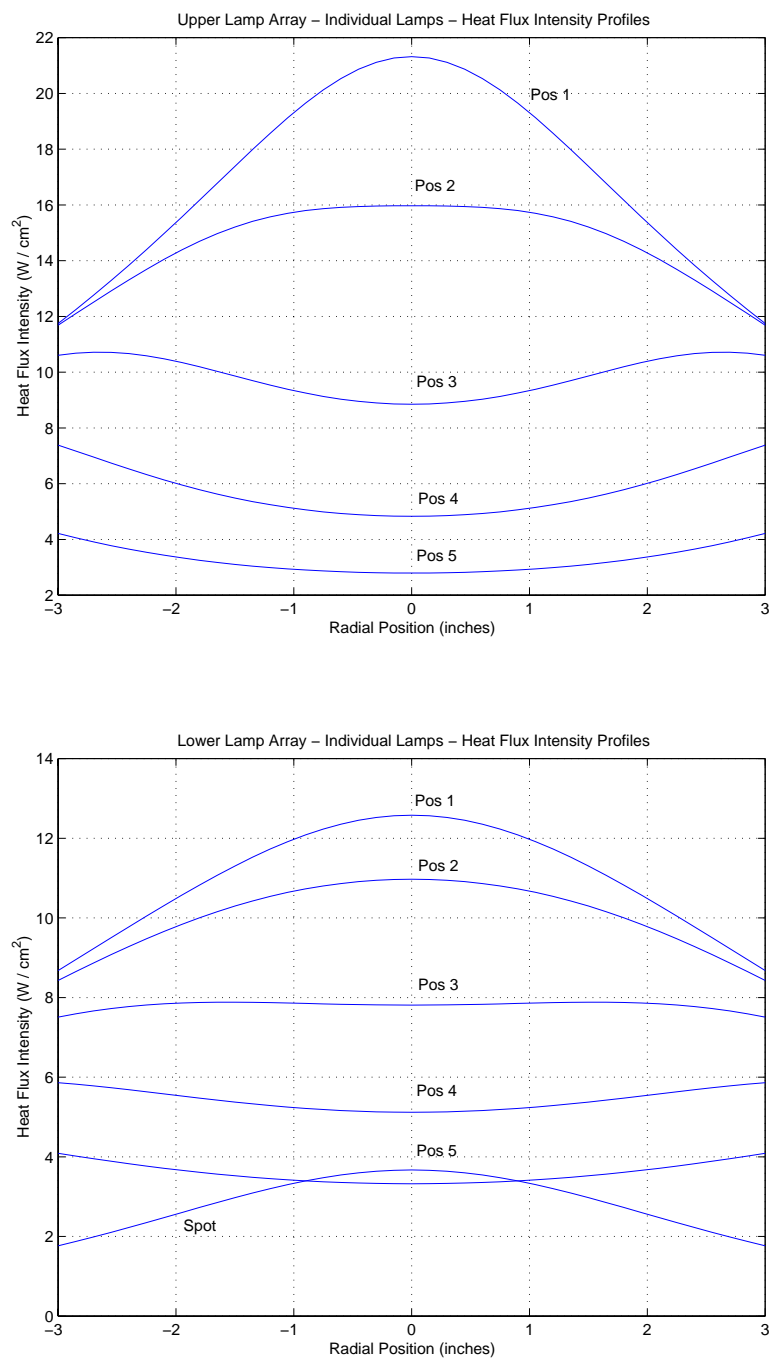 Upper Lamp Array − Individual Lamps − Heat Flux Intensity Profiles
22
20
18
16
14
12
10
8
6
4
2
Heat Flux Intensity (W / cm²)
Pos 1
Pos 2
Pos 3
Pos 4
Pos 5
−3 −2 −1 0 1 2 3
Radial Position (inches)
Lower Lamp Array − Individual Lamps − Heat Flux Intensity Profiles
14
12
10
8
6
4
2
0
Heat Flux Intensity (W / cm²)
Pos 1
Pos 2
Pos 3
Pos 4
Pos 5
Spot
−3 −2 −1 0 1 2 3
Radial Position (inches)